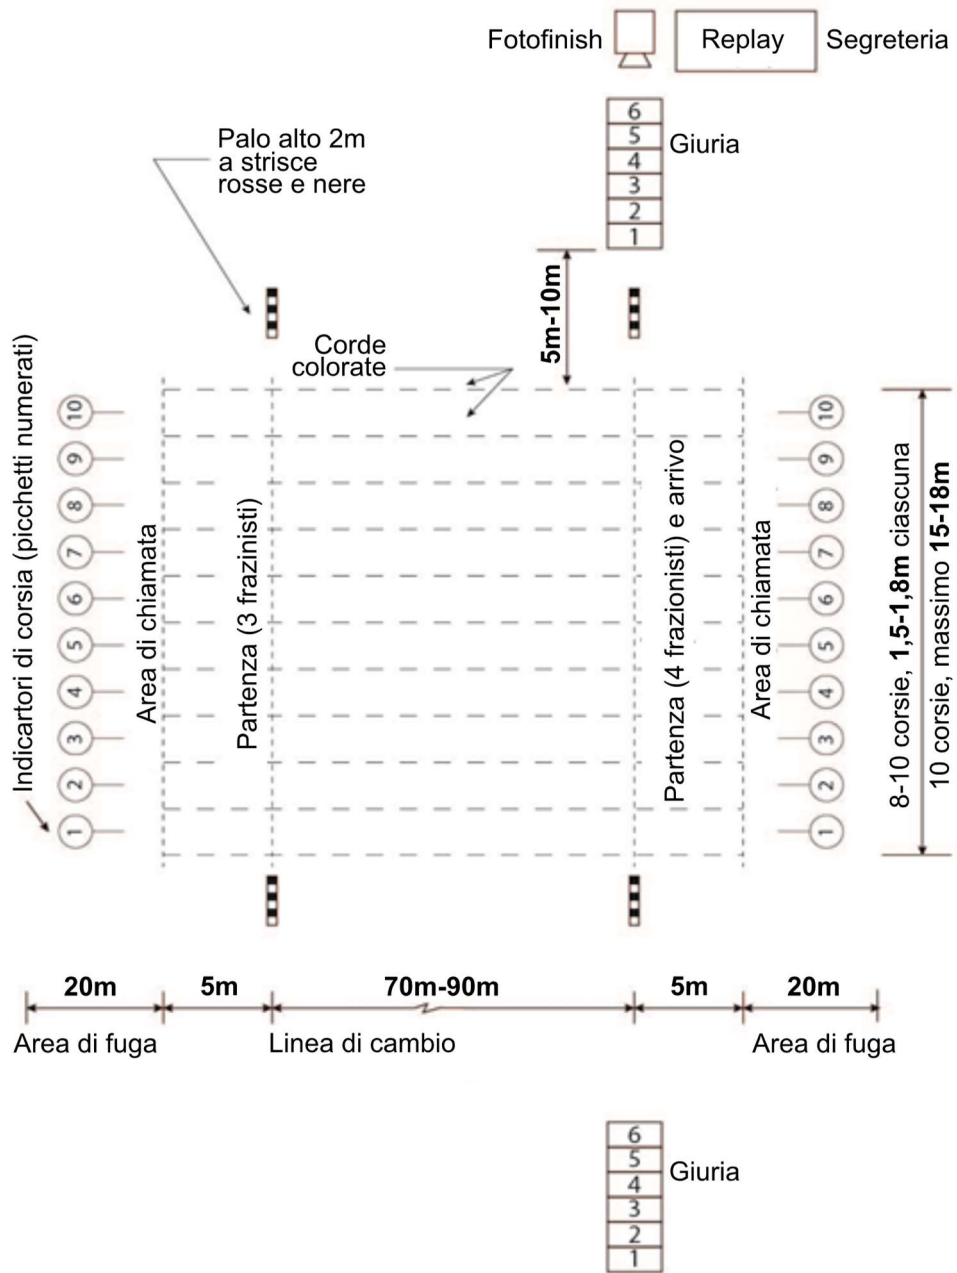 Fotofinish
Replay
Segreteria
6
5
4
3
2
1
Giuria
Palo alto 2m
a strisce
rosse e nere
5m-10m
Corde
colorate
Indicartori di corsia (picchetti numerati)
10
9
8
7
6
5
4
3
2
1
Area di chiamata
Partenza (3 frazinisti)
Partenza (4 frazionisti) e arrivo
Area di chiamata
10
9
8
7
6
5
4
3
2
1
8-10 corsie, 1,5-1,8m ciascuna
10 corsie, massimo 15-18m
20m
5m
70m-90m
5m
20m
Area di fuga
Linea di cambio
Area di fuga
6
5
4
3
2
1
Giuria